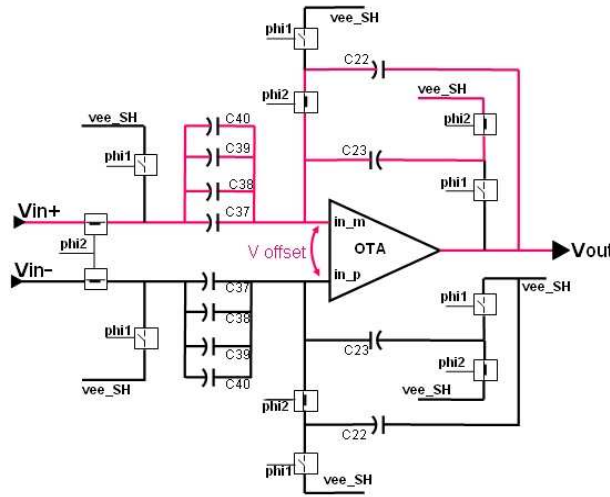 vee_SH
phi1
C22
vee_SH
phi2
phi2
vee_SH
C40
C23
phi1
C39
phi1
C38
Vin+
C37
in_m
phi2
V offset
OTA
Vout
Vin-
in_p
C37
phi1
vee_SH
C38
phi1
C39
C23
phi2
C40
vee_SH
phi2
vee_SH
C22
phi1
vee_SH